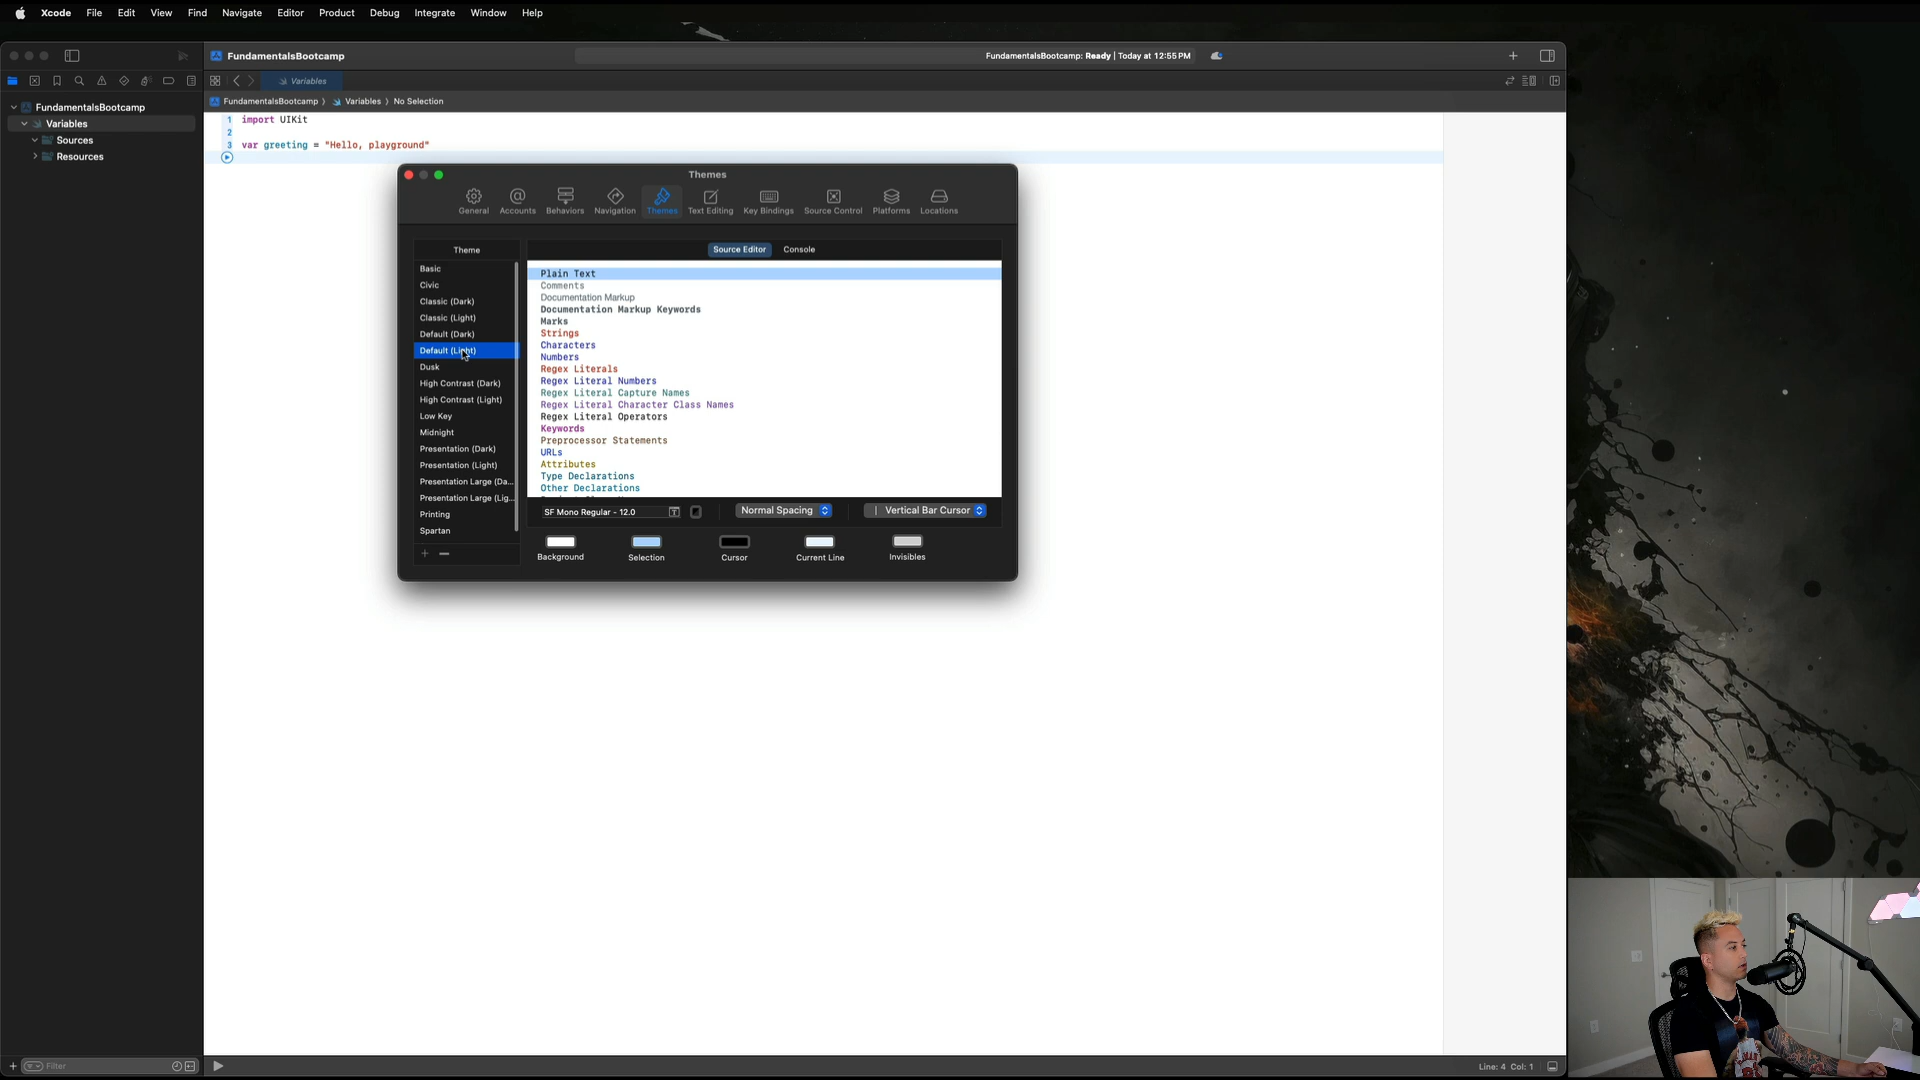 Xcode File Edit View Find Navigate Editor Product Debug Integrate Window Help
FundamentalsBootcamp
FundamentalsBootcamp: Ready | Today at 12:55 PM
Variables
FundamentalsBootcamp 〉 Variables 〉 No Selection
FundamentalsBootcamp
Variables
Sources
Resources
1 import UIKit
2
3 var greeting = "Hello, playground"
Themes
General Accounts Behaviors Navigation Themes Text Editing Key Bindings Source Control Platforms Locations
Theme
Source Editor Console
Basic
Civic
Classic (Dark)
Classic (Light)
Default (Dark)
Default (Light)
Dusk
High Contrast (Dark)
High Contrast (Light)
Low Key
Midnight
Presentation (Dark)
Presentation (Light)
Presentation Large (Da...
Presentation Large (Lig...
Printing
Spartan
Plain Text
Comments
Documentation Markup
Documentation Markup Keywords
Marks
Strings
Characters
Numbers
Regex Literals
Regex Literal Numbers
Regex Literal Capture Names
Regex Literal Character Class Names
Regex Literal Operators
Keywords
Preprocessor Statements
URLs
Attributes
Type Declarations
Other Declarations
SF Mono Regular - 12.0
Normal Spacing
Vertical Bar Cursor
Background Selection Cursor Current Line Invisibles
Filter
Line: 4 Col: 1